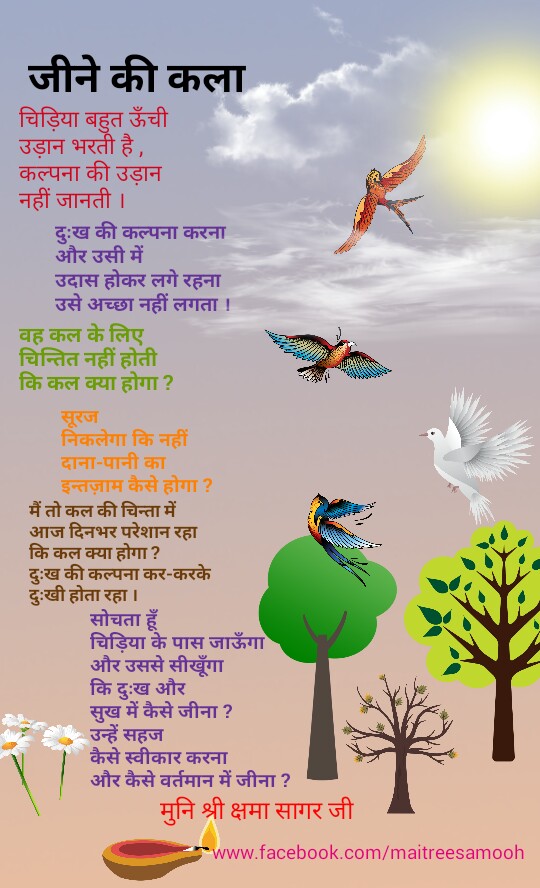 जीने की कला
चिड़िया बहुत ऊँची
उड़ान भरती है ,
कल्पना की उड़ान
नहीं जानती ।
दुःख की कल्पना करना
और उसी में
उदास होकर लगे रहना
उसे अच्छा नहीं लगता !
वह कल के लिए
चिन्तित नहीं होती
कि कल क्या होगा ?
सूरज
निकलेगा कि नहीं
दाना-पानी का
इन्तज़ाम कैसे होगा ?
मैं तो कल की चिन्ता में
आज दिनभर परेशान रहा
कि कल क्या होगा ?
दुःख की कल्पना कर-करके
दुःखी होता रहा ।
सोचता हूँ
चिड़िया के पास जाऊँगा
और उससे सीखूँगा
कि दुःख और
सुख में कैसे जीना ?
उन्हें सहज
कैसे स्वीकार करना
और कैसे वर्तमान में जीना ?
मुनि श्री क्षमा सागर जी
www.facebook.com/maitreesamooh